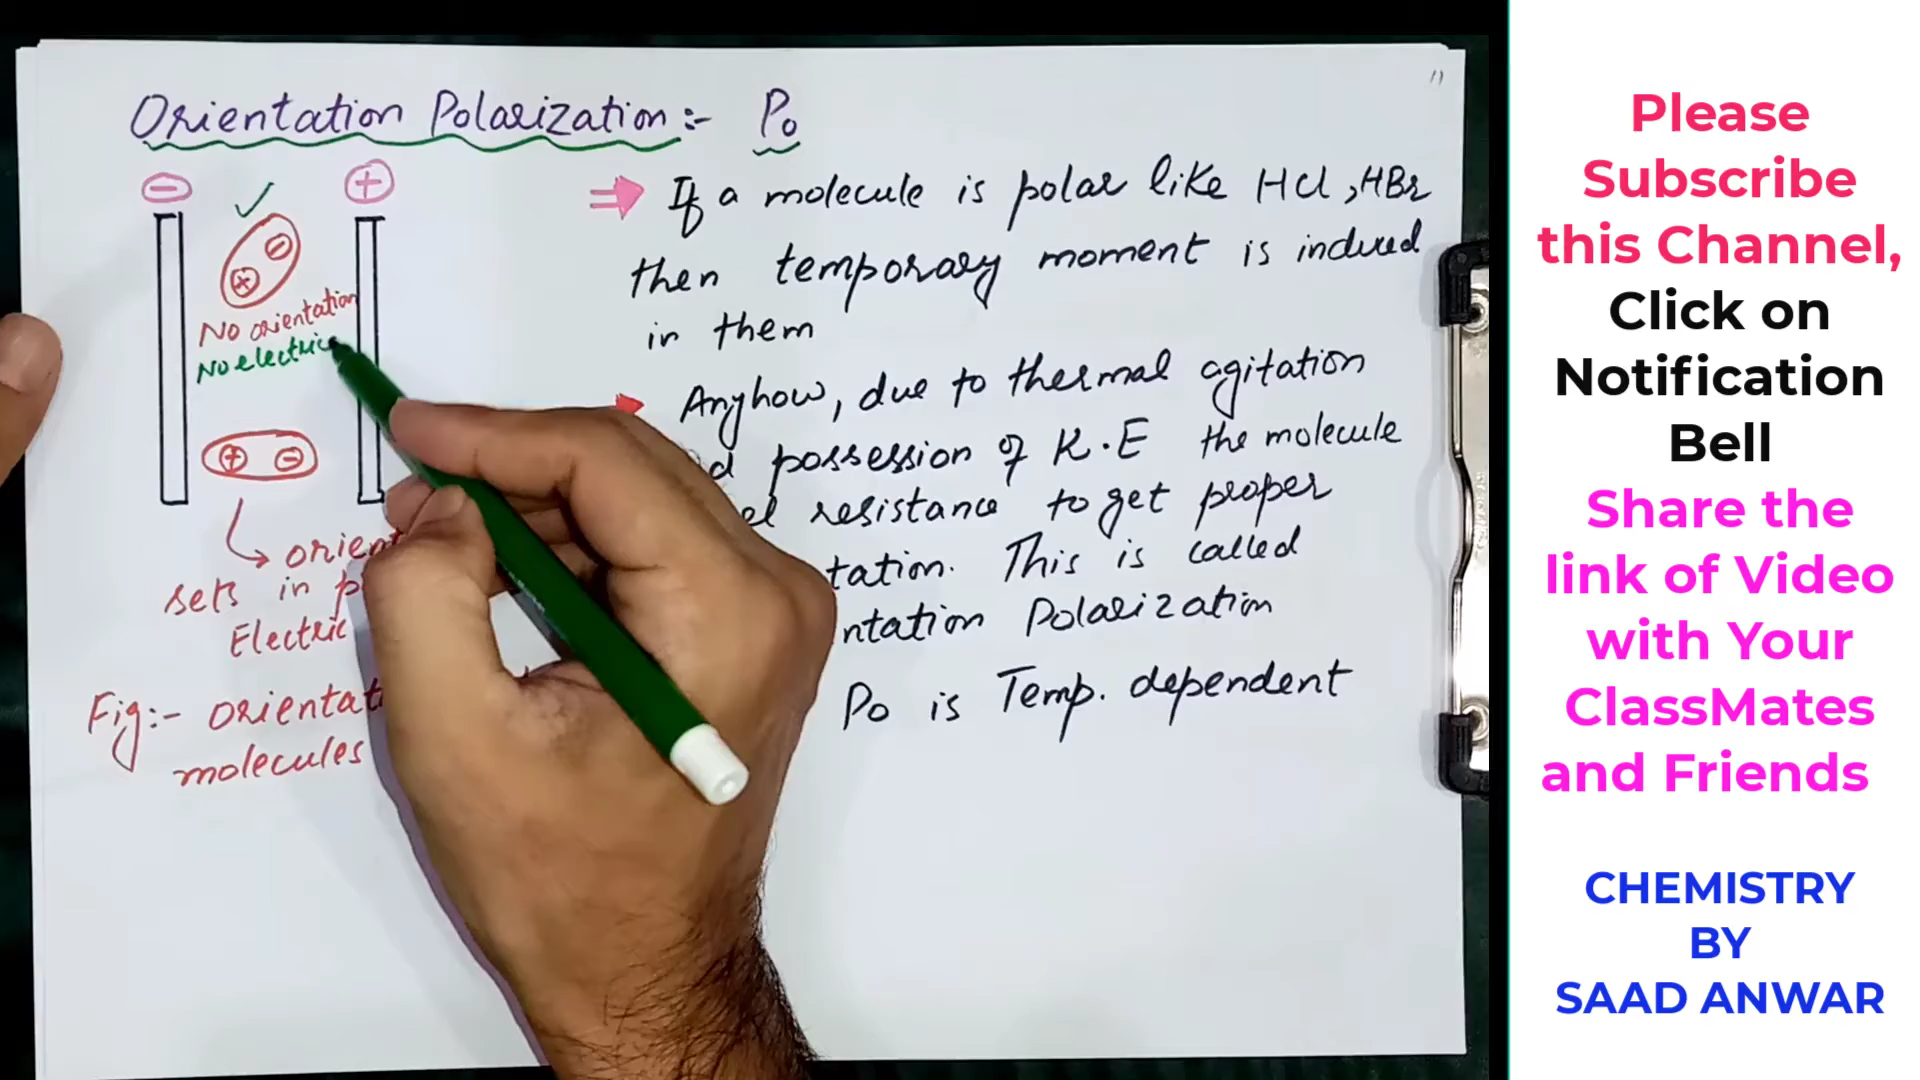 Orientation Polarization:- Po
No orientation
No electric
sets in
Electric
Fig:-
molecules
⇒ If a molecule is polar like HCl, HBr
then temporary moment is induced
in them
Anyhow, due to thermal agitation
possession of K.E the molecule
resistance to get proper
tation. This is called
ntation Polarization
Po is Temp. dependent
Please
Subscribe
this Channel,
Click on
Notification
Bell
Share the
link of Video
with Your
ClassMates
and Friends
CHEMISTRY
BY
SAAD ANWAR